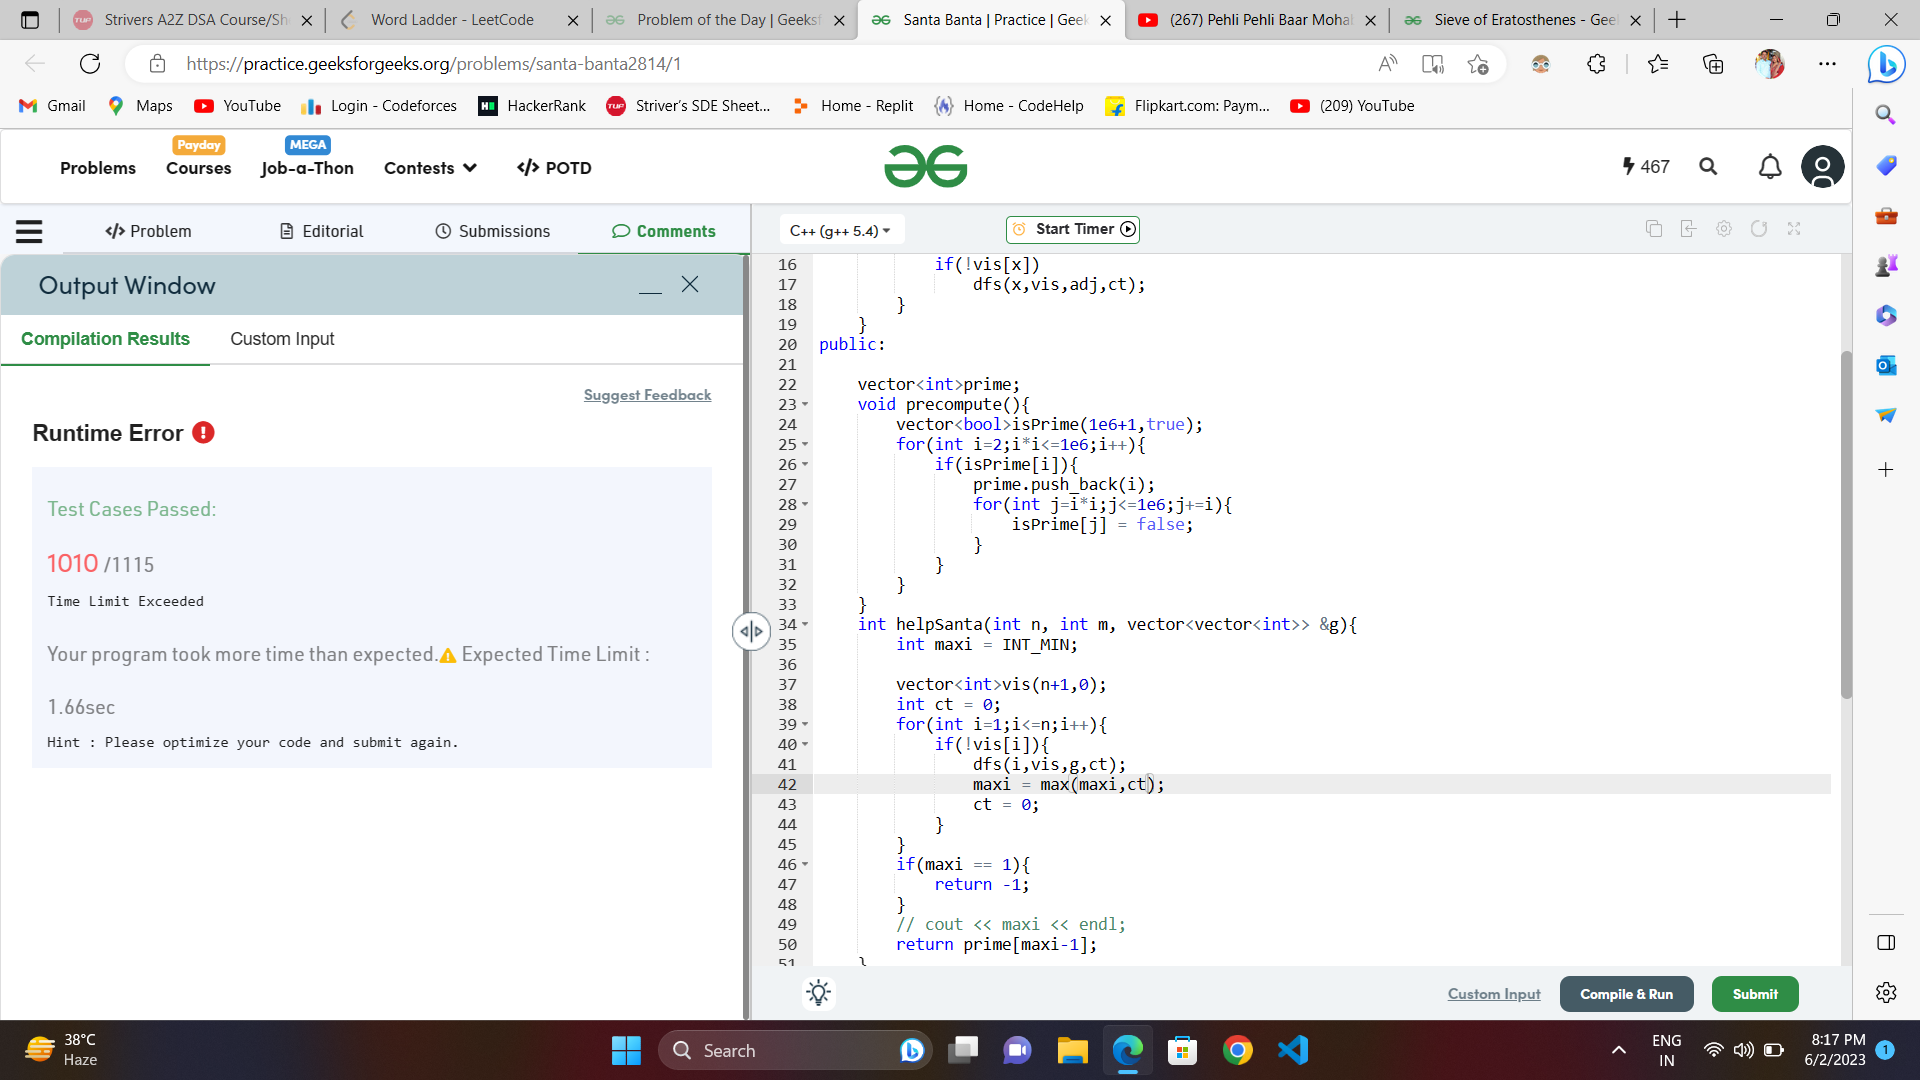 Strivers A2Z DSA Course/She
Word Ladder - LeetCode
Problem of the Day | Geeksf
Santa Banta | Practice | Geek
(267) Pehli Pehli Baar Mohab
Sieve of Eratosthenes - Geel
https://practice.geeksforgeeks.org/problems/santa-banta2814/1
Gmail
Maps
YouTube
Login - Codeforces
HackerRank
Striver's SDE Sheet...
Home - Replit
Home - CodeHelp
Flipkart.com: Paym...
(209) YouTube
Payday
MEGA
Problems
Courses
Job-a-Thon
Contests
</> POTD
467
</> Problem
Editorial
Submissions
Comments
C++ (g++ 5.4)
Start Timer
Output Window
Compilation Results
Custom Input
Suggest Feedback
Runtime Error
Test Cases Passed:
1010 /1115
Time Limit Exceeded
Your program took more time than expected. Expected Time Limit :
1.66sec
Hint : Please optimize your code and submit again.
16 if(!vis[x])
17 dfs(x,vis,adj,ct);
18 }
19 }
20 public:
21
22 vector<int>prime;
23 void precompute(){
24 vector<bool>isPrime(1e6+1,true);
25 for(int i=2;i*i<=1e6;i++){
26 if(isPrime[i]){
27 prime.push_back(i);
28 for(int j=i*i;j<=1e6;j+=i){
29 isPrime[j] = false;
30 }
31 }
32 }
33 }
34 int helpSanta(int n, int m, vector<vector<int>> &g){
35 int maxi = INT_MIN;
36
37 vector<int>vis(n+1,0);
38 int ct = 0;
39 for(int i=1;i<=n;i++){
40 if(!vis[i]){
41 dfs(i,vis,g,ct);
42 maxi = max(maxi,ct);
43 ct = 0;
44 }
45 }
46 if(maxi == 1){
47 return -1;
48 }
49 // cout << maxi << endl;
50 return prime[maxi-1];
51 }
Custom Input
Compile & Run
Submit
38°C
Haze
Search
ENG
IN
8:17 PM
6/2/2023
1